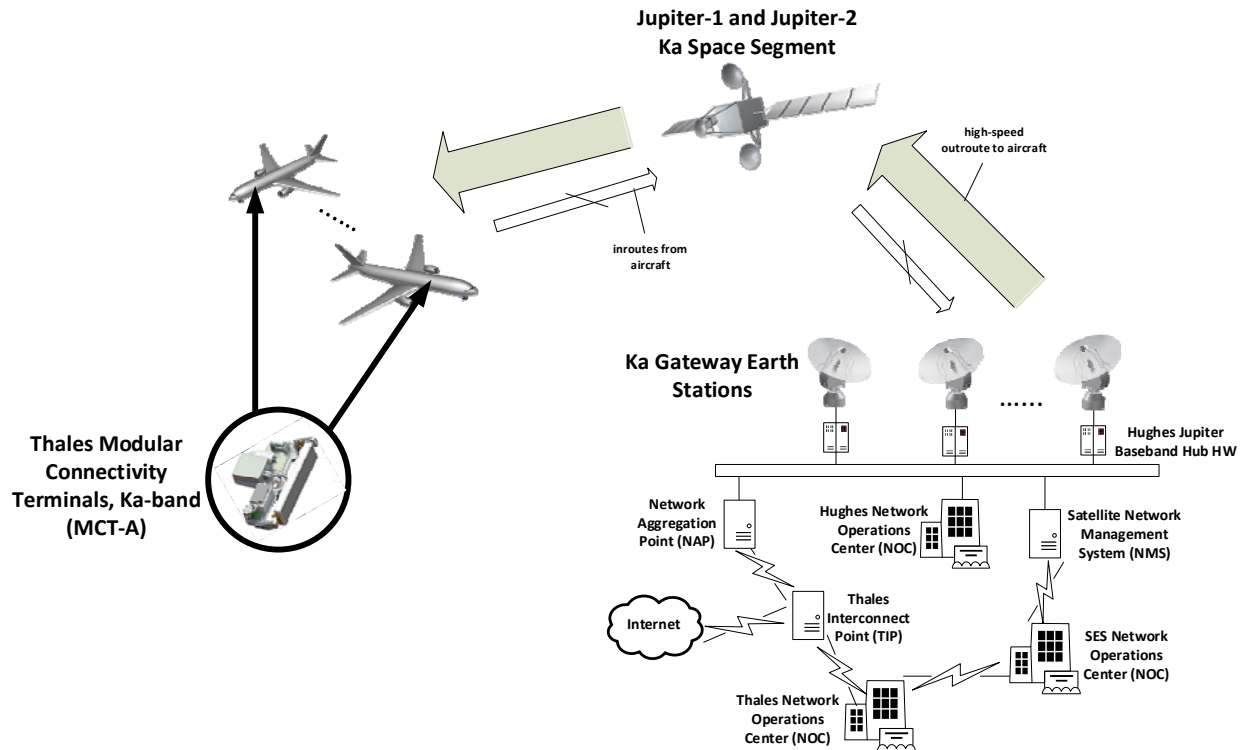 Jupiter-1 and Jupiter-2
Ka Space Segment
high-speed
outroute to aircraft
inroutes from
aircraft
Ka Gateway Earth
Stations
......
......
Hughes Jupiter
Baseband Hub HW
Thales Modular
Connectivity
Terminals, Ka-band
(MCT-A)
Network
Aggregation
Point (NAP)
Hughes Network
Operations
Center (NOC)
Satellite Network
Management
System (NMS)
Internet
Thales
Interconnect
Point (TIP)
SES Network
Operations
Center (NOC)
Thales Network
Operations
Center (NOC)